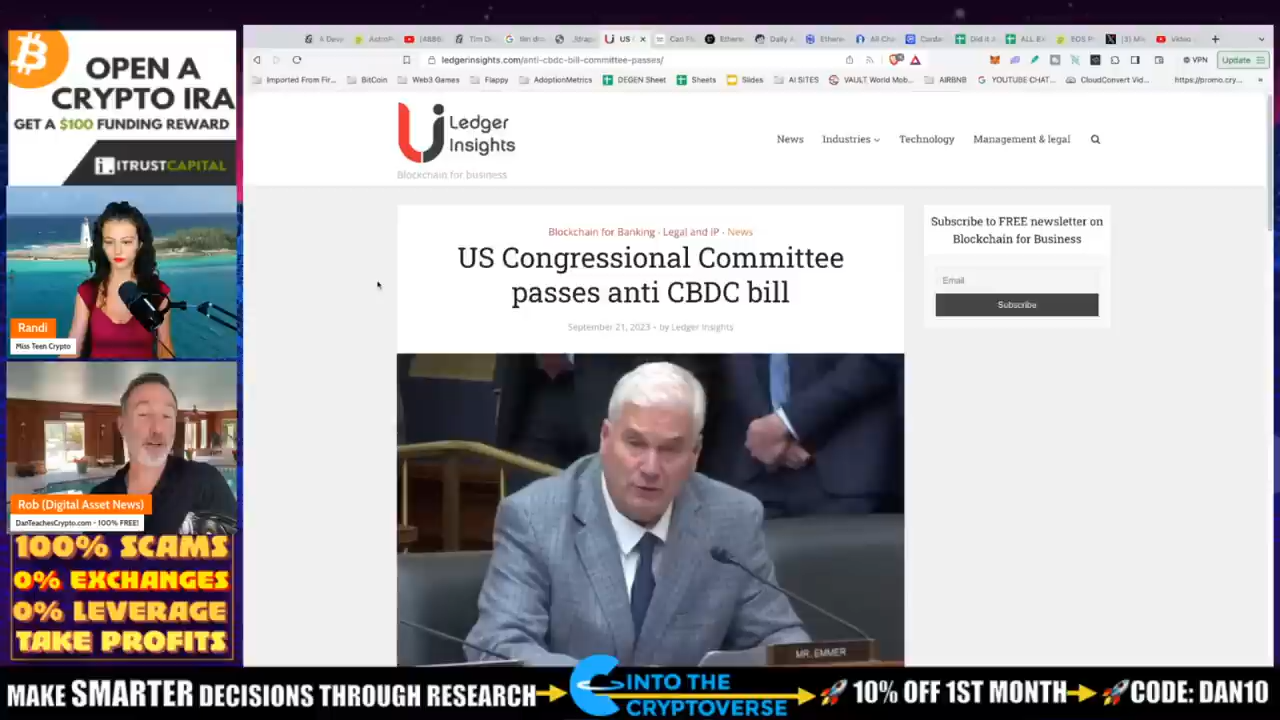 OPEN A
CRYPTO IRA
GET A $100 FUNDING REWARD
ITRUSTCAPITAL
Randi
Miss Teen Crypto
Rob (Digital Asset News)
DanTeachesCrypto.com - 100% FREE!
100% SCAMS
0% EXCHANGES
0% LEVERAGE
TAKE PROFITS
ledgerinsights.com/anti-cbdc-bill-committee-passes/
VPN
Update
Imported From Fir...
BitCoin
Web3 Games
Flappy
AdoptionMetrics
DEGEN Sheet
Sheets
Slides
AI SITES
VAULT World Mob...
AIRBNB
YOUTUBE CHAT...
CloudConvert Vid...
https://promo.cry...
Ledger
Insights
Blockchain for business
News
Industries
Technology
Management & legal
Blockchain for Banking · Legal and IP · News
US Congressional Committee
passes anti CBDC bill
September 21, 2023 - by Ledger Insights
MR. EMMER
Subscribe to FREE newsletter on
Blockchain for Business
Email
Subscribe
MAKE SMARTER DECISIONS THROUGH RESEARCH
INTO THE
CRYPTOVERSE
10% OFF 1ST MONTH
CODE: DAN10